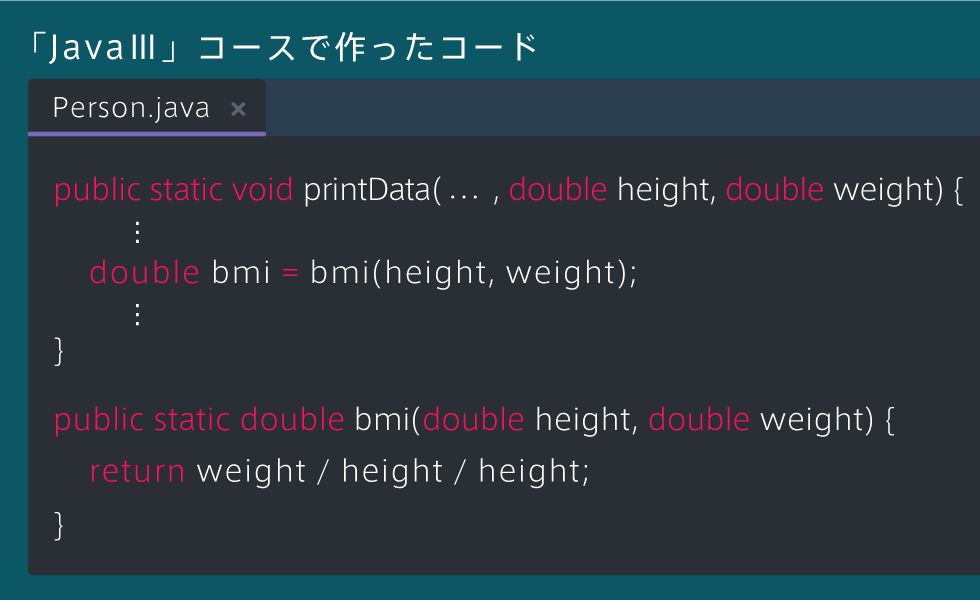 「JavaⅢ」コースで作ったコード
Person.java ×
public static void printData( … , double height, double weight) {
⋮
double bmi = bmi(height, weight);
⋮
}
public static double bmi(double height, double weight) {
return weight / height / height;
}